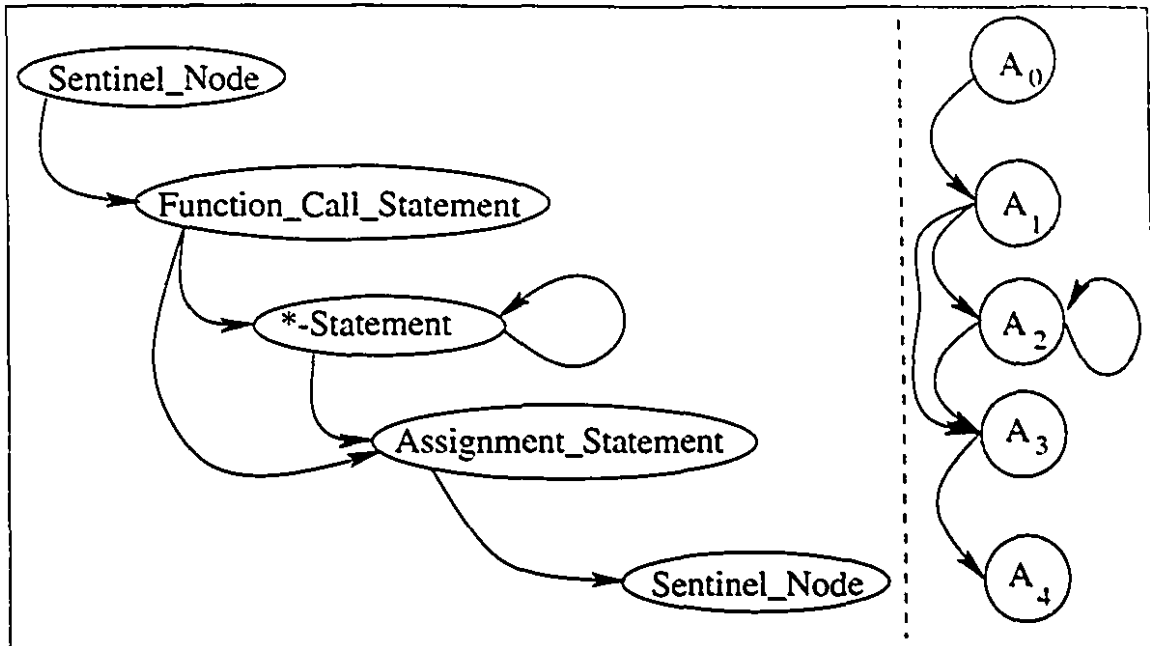 Sentinel_Node
Function_Call_Statement
*-Statement
Assignment_Statement
Sentinel_Node
A0
A1
A2
A3
A4